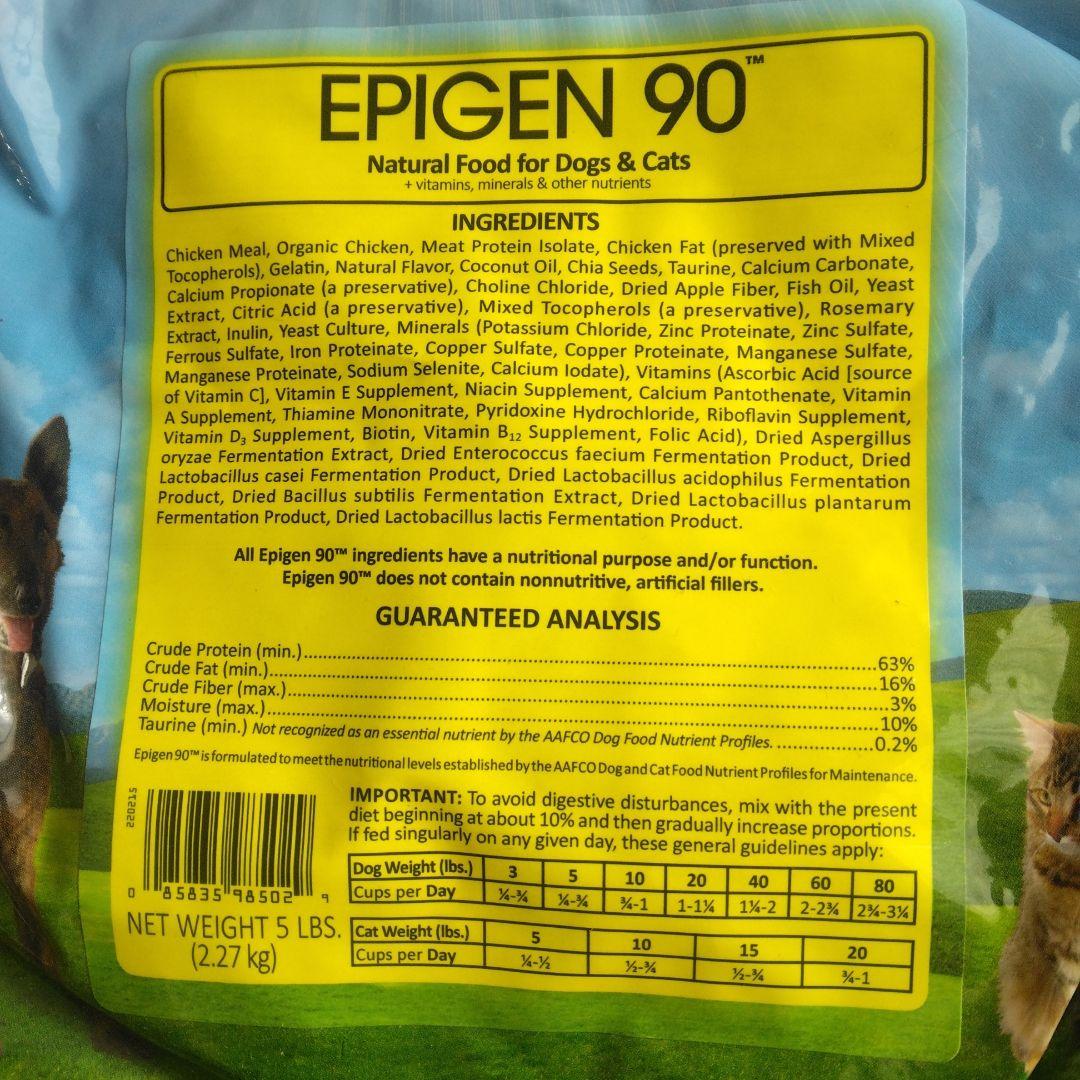 EPIGEN 90™
Natural Food for Dogs & Cats
+ vitamins, minerals & other nutrients
INGREDIENTS
Chicken Meal, Organic Chicken, Meat Protein Isolate, Chicken Fat (preserved with Mixed
Tocopherols), Gelatin, Natural Flavor, Coconut Oil, Chia Seeds, Taurine, Calcium Carbonate,
Calcium Propionate (a preservative), Choline Chloride, Dried Apple Fiber, Fish Oil, Yeast
Extract, Citric Acid (a preservative), Mixed Tocopherols (a preservative), Rosemary
Extract, Inulin, Yeast Culture, Minerals (Potassium Chloride, Zinc Proteinate, Zinc Sulfate,
Ferrous Sulfate, Iron Proteinate, Copper Sulfate, Copper Proteinate, Manganese Sulfate,
Manganese Proteinate, Sodium Selenite, Calcium Iodate), Vitamins (Ascorbic Acid [source
of Vitamin C], Vitamin E Supplement, Niacin Supplement, Calcium Pantothenate, Vitamin
A Supplement, Thiamine Mononitrate, Pyridoxine Hydrochloride, Riboflavin Supplement,
Vitamin D₃ Supplement, Biotin, Vitamin B₁₂ Supplement, Folic Acid), Dried Aspergillus
oryzae Fermentation Extract, Dried Enterococcus faecium Fermentation Product, Dried
Lactobacillus casei Fermentation Product, Dried Lactobacillus acidophilus Fermentation
Product, Dried Bacillus subtilis Fermentation Extract, Dried Lactobacillus plantarum
Fermentation Product, Dried Lactobacillus lactis Fermentation Product.
All Epigen 90™ ingredients have a nutritional purpose and/or function.
Epigen 90™ does not contain nonnutritive, artificial fillers.
GUARANTEED ANALYSIS
Crude Protein (min.) 63%
Crude Fat (min.) 16%
Crude Fiber (max.) 3%
Moisture (max.) 10%
Taurine (min.) Not recognized as an essential nutrient by the AAFCO Dog Food Nutrient Profiles. 0.2%
Epigen 90™ is formulated to meet the nutritional levels established by the AAFCO Dog and Cat Food Nutrient Profiles for Maintenance.
220215
0 85835 98502 9
NET WEIGHT 5 LBS.
(2.27 kg)
IMPORTANT: To avoid digestive disturbances, mix with the present
diet beginning at about 10% and then gradually increase proportions.
If fed singularly on any given day, these general guidelines apply:
Dog Weight (lbs.) 3 5 10 20 40 60 80
Cups per Day ¼-¾ ¼-¾ ¾-1 1-1¼ 1¼-2 2-2¾ 2¾-3¼
Cat Weight (lbs.) 5 10 15 20
Cups per Day ¼-½ ½-¾ ½-¾ ¾-1